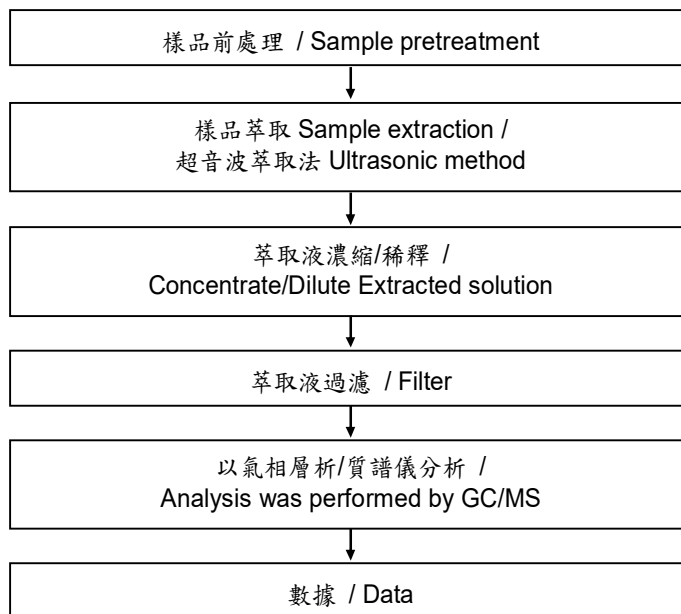 樣品前處理 / Sample pretreatment
樣品萃取 Sample extraction /
超音波萃取法 Ultrasonic method
萃取液濃縮/稀釋 /
Concentrate/Dilute Extracted solution
萃取液過濾 / Filter
以氣相層析/質譜儀分析 /
Analysis was performed by GC/MS
數據 / Data